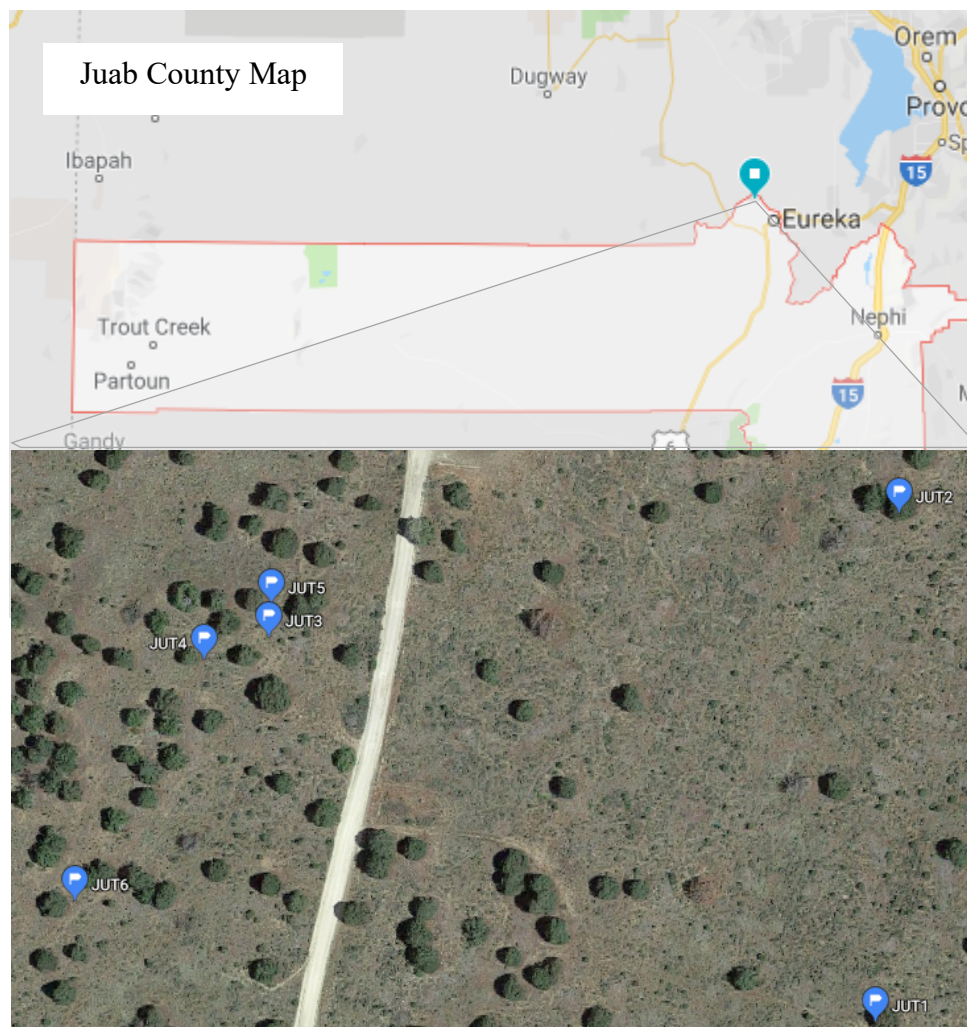 Juab County Map
Orem
Dugway
Provo
Sp
Ibapah
15
Eureka
Trout Creek
Nephi
Partoun
15
Gandy
6
JUT2
JUT5
JUT3
JUT4
JUT6
JUT1